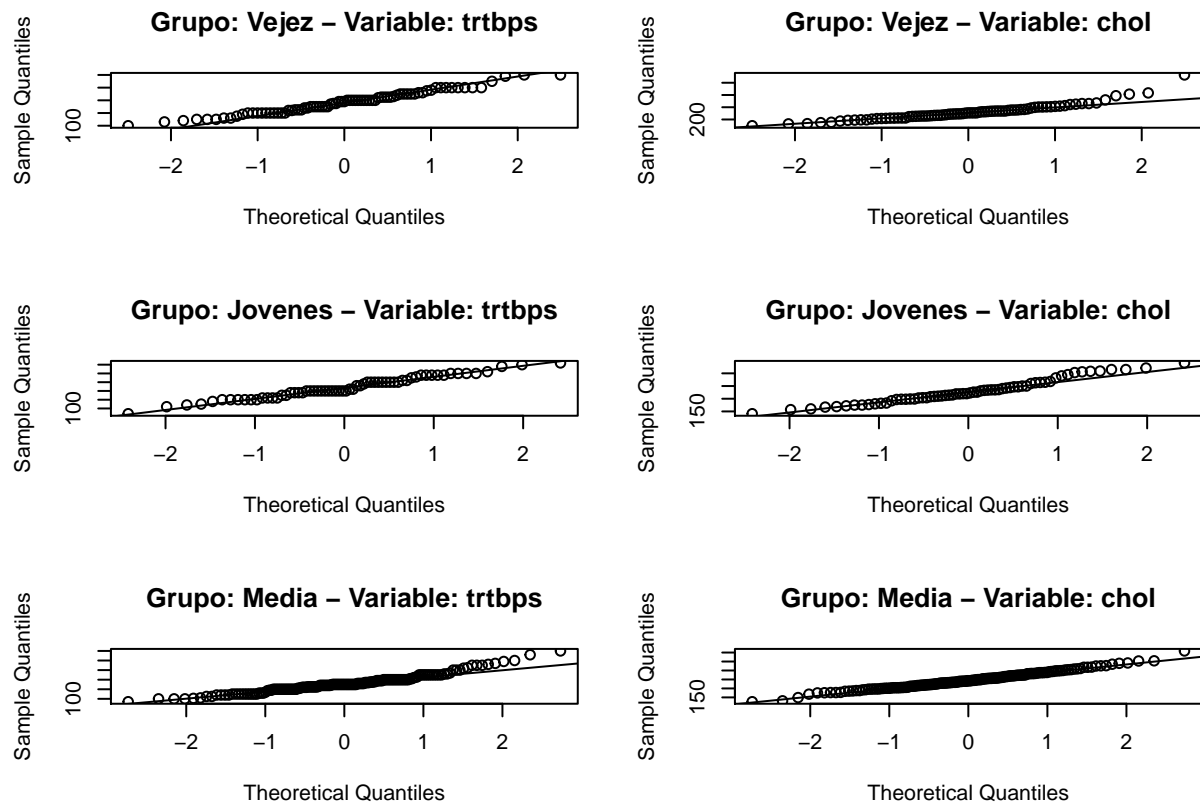 Grupo: Vejez – Variable: trtbps
Sample Quantiles
100
−2 −1 0 1 2
Theoretical Quantiles
Grupo: Vejez – Variable: chol
Sample Quantiles
200
−2 −1 0 1 2
Theoretical Quantiles
Grupo: Jovenes – Variable: trtbps
Sample Quantiles
100
−2 −1 0 1 2
Theoretical Quantiles
Grupo: Jovenes – Variable: chol
Sample Quantiles
150
−2 −1 0 1 2
Theoretical Quantiles
Grupo: Media – Variable: trtbps
Sample Quantiles
100
−2 −1 0 1 2
Theoretical Quantiles
Grupo: Media – Variable: chol
Sample Quantiles
150
−2 −1 0 1 2
Theoretical Quantiles